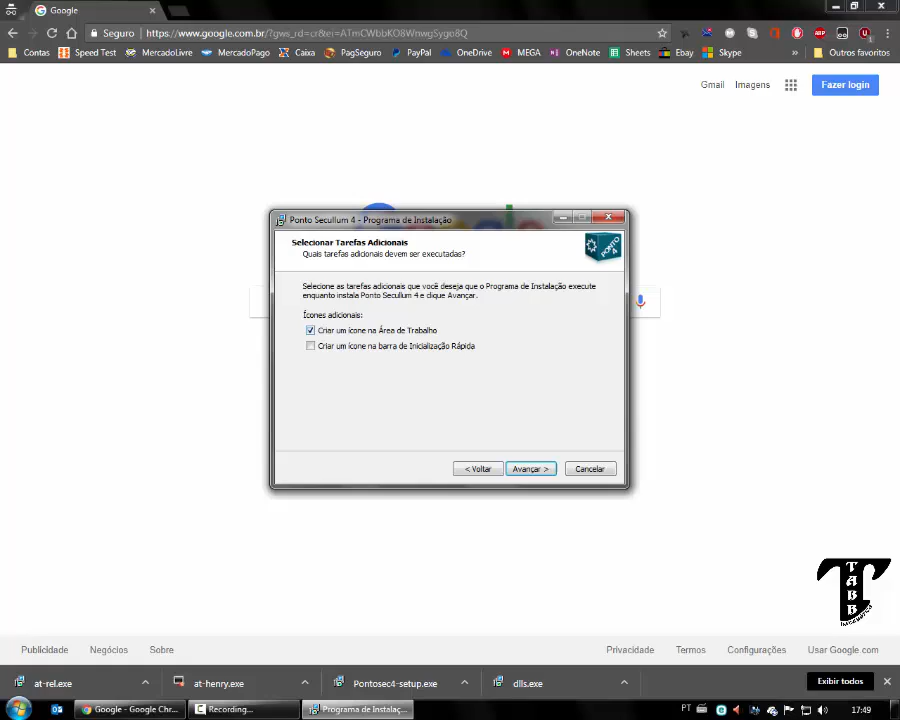 Google
Seguro
https://www.google.com.br/?gws_rd=cr&ei=ATmCWbbKO8WnwgSygo8Q
Contas
Speed Test
MercadoLivre
MercadoPago
Caixa
PagSeguro
PayPal
OneDrive
MEGA
OneNote
Sheets
Ebay
Skype
»
Outros favoritos
Gmail
Imagens
Fazer login
Ponto Secullum 4 - Programa de Instalação
Selecionar Tarefas Adicionais
Quais tarefas adicionais devem ser executadas?
PONTO 4
Selecione as tarefas adicionais que você deseja que o Programa de Instalação execute
enquanto instala Ponto Secullum 4 e clique Avançar.
Ícones adicionais:
Criar um ícone na Área de Trabalho
Criar um ícone na barra de Inicialização Rápida
< Voltar
Avançar >
Cancelar
TABB
Publicidade
Negócios
Sobre
Privacidade
Termos
Configurações
Usar Google.com
at-rel.exe
at-henry.exe
Pontosec4-setup.exe
dlls.exe
Exibir todos
Google - Google Chr...
Recording...
Programa de Instalaç...
PT
17:49